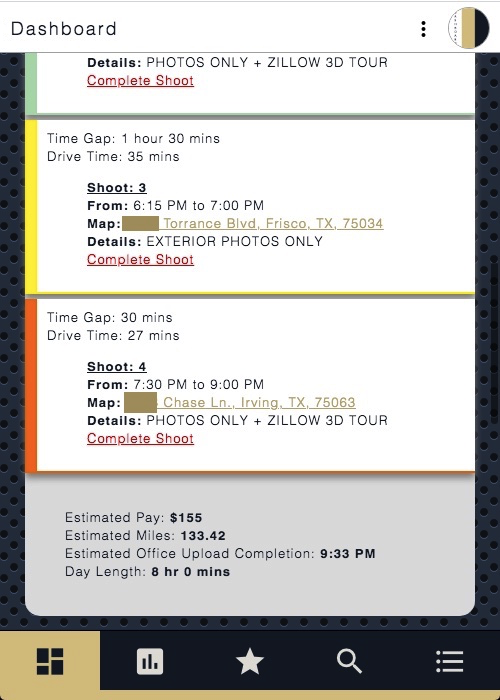 Dashboard
Details: PHOTOS ONLY + ZILLOW 3D TOUR
Complete Shoot
Time Gap: 1 hour 30 mins
Drive Time: 35 mins
Shoot: 3
From: 6:15 PM to 7:00 PM
Map: Torrance Blvd, Frisco, TX, 75034
Details: EXTERIOR PHOTOS ONLY
Complete Shoot
Time Gap: 30 mins
Drive Time: 27 mins
Shoot: 4
From: 7:30 PM to 9:00 PM
Map: Chase Ln., Irving, TX, 75063
Details: PHOTOS ONLY + ZILLOW 3D TOUR
Complete Shoot
Estimated Pay: $155
Estimated Miles: 133.42
Estimated Office Upload Completion: 9:33 PM
Day Length: 8 hr 0 mins